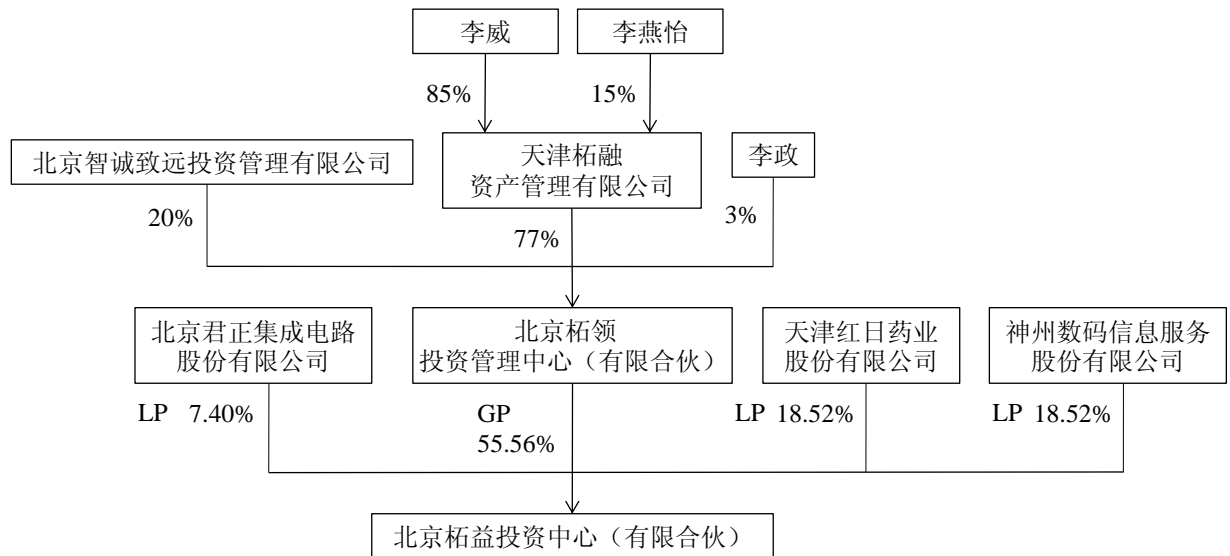 李威
李燕怡
85%
15%
北京智诚致远投资管理有限公司
天津柘融
资产管理有限公司
李政
20%
77%
3%
北京君正集成电路
股份有限公司
北京柘领
投资管理中心（有限合伙）
天津红日药业
股份有限公司
神州数码信息服务
股份有限公司
LP 7.40%
GP
55.56%
LP 18.52%
LP 18.52%
北京柘益投资中心（有限合伙）